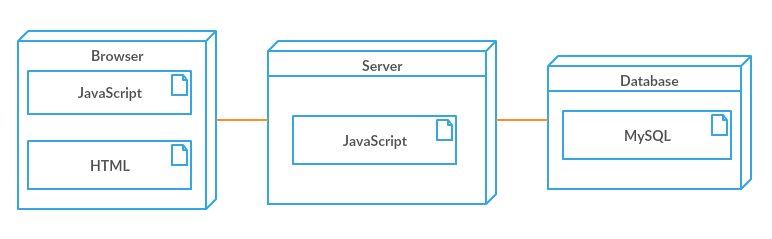 Browser
JavaScript
HTML
Server
JavaScript
Database
MySQL